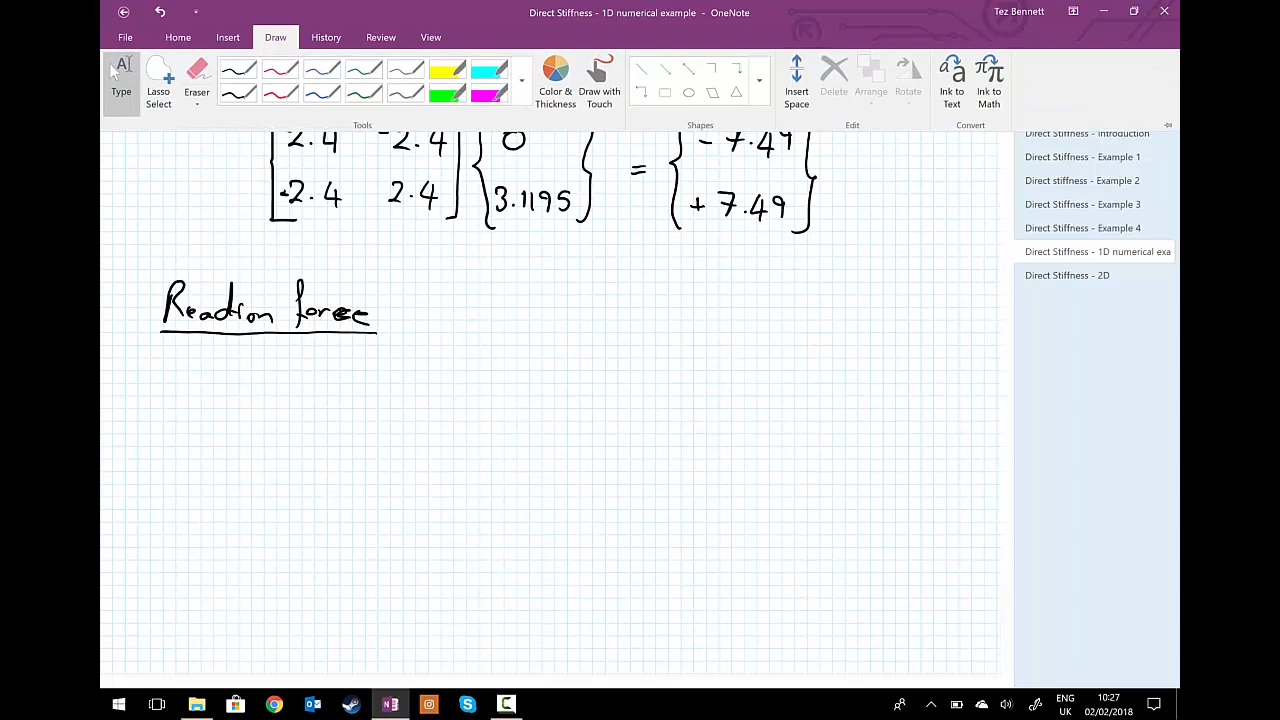 Direct Stiffness - 1D numerical example - OneNote
Tez Bennett
File Home Insert Draw History Review View
Type
Lasso Select
Eraser
Color & Thickness
Draw with Touch
Insert Space
Delete
Arrange
Rotate
Ink to Text
Ink to Math
Tools
Shapes
Edit
Convert
Direct Stiffness - Introduction
Direct Stiffness - Example 1
Direct stiffness - Example 2
Direct Stiffness - Example 3
Direct Stiffness - Example 4
Direct Stiffness - 1D numerical exa
Direct Stiffness - 2D
2.4 -2.4 0 = -7.49
-2.4 2.4 3.1195 +7.49
Reaction force
ENG
UK
10:27
02/02/2018